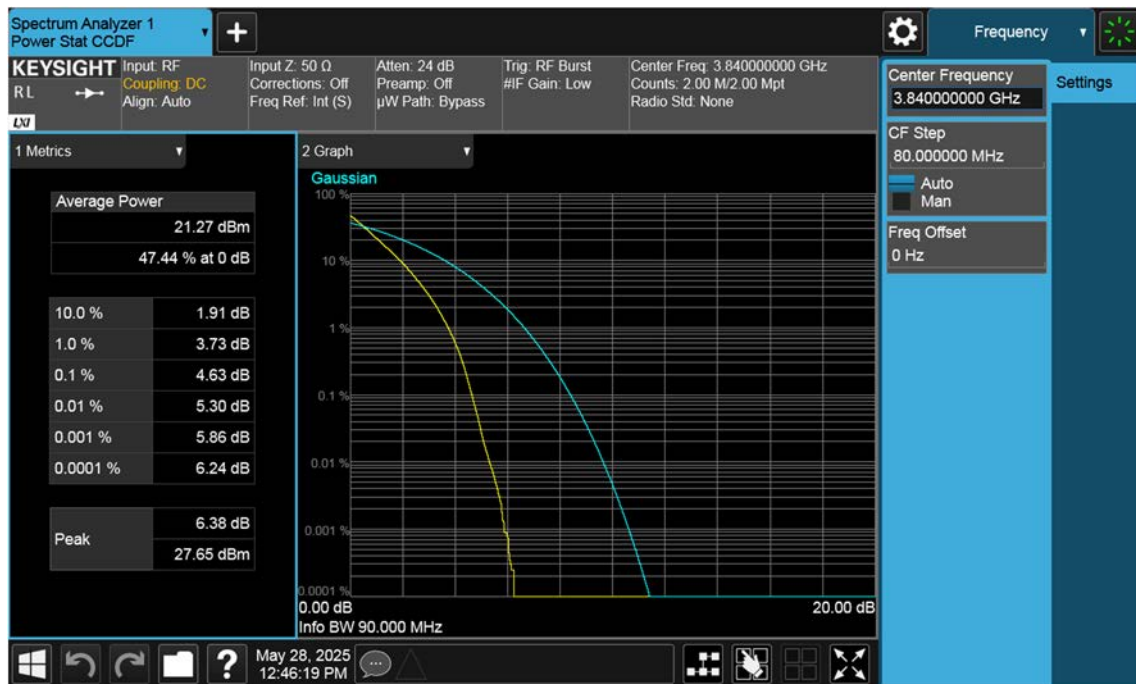 Spectrum Analyzer 1
Power Stat CCDF
+
Frequency
KEYSIGHT
R L
LXI
Input: RF
Coupling: DC
Align: Auto
Input Z: 50 Ω
Corrections: Off
Freq Ref: Int (S)
Atten: 24 dB
Preamp: Off
µW Path: Bypass
Trig: RF Burst
#IF Gain: Low
Center Freq: 3.840000000 GHz
Counts: 2.00 M/2.00 Mpt
Radio Std: None
Center Frequency
3.840000000 GHz
Settings
CF Step
80.000000 MHz
Auto
Man
Freq Offset
0 Hz
1 Metrics
Average Power
21.27 dBm
47.44 % at 0 dB
10.0 % 1.91 dB
1.0 % 3.73 dB
0.1 % 4.63 dB
0.01 % 5.30 dB
0.001 % 5.86 dB
0.0001 % 6.24 dB
Peak
6.38 dB
27.65 dBm
2 Graph
Gaussian
100 %
10 %
1 %
0.1 %
0.01 %
0.001 %
0.0001 %
0.00 dB 20.00 dB
Info BW 90.000 MHz
?
May 28, 2025
12:46:19 PM